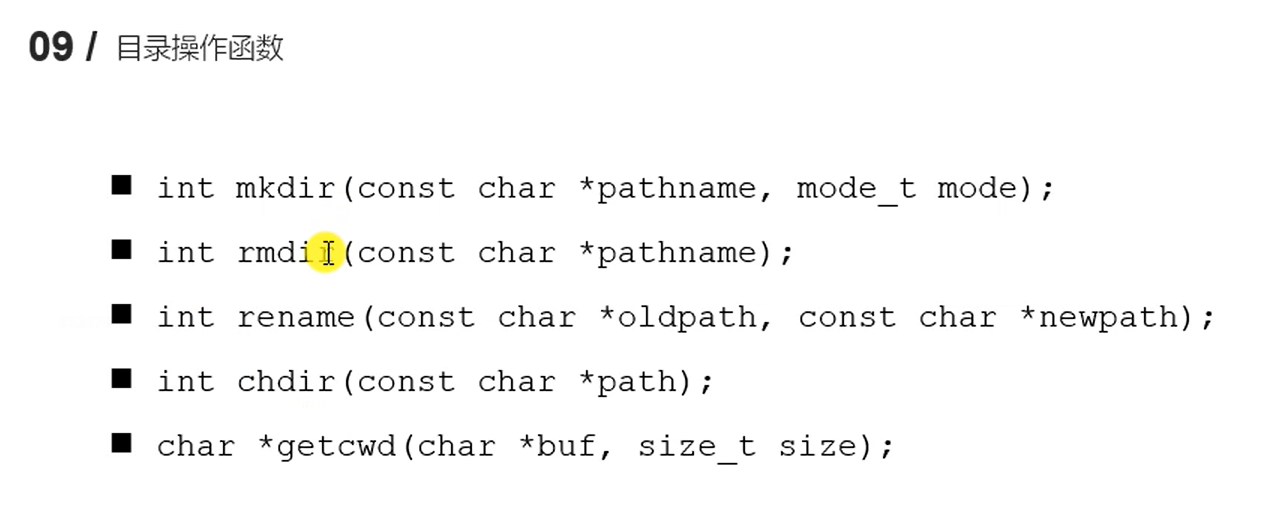 09 / 目录操作函数
■ int mkdir(const char *pathname, mode_t mode);
■ int rmdir(const char *pathname);
■ int rename(const char *oldpath, const char *newpath);
■ int chdir(const char *path);
■ char *getcwd(char *buf, size_t size);